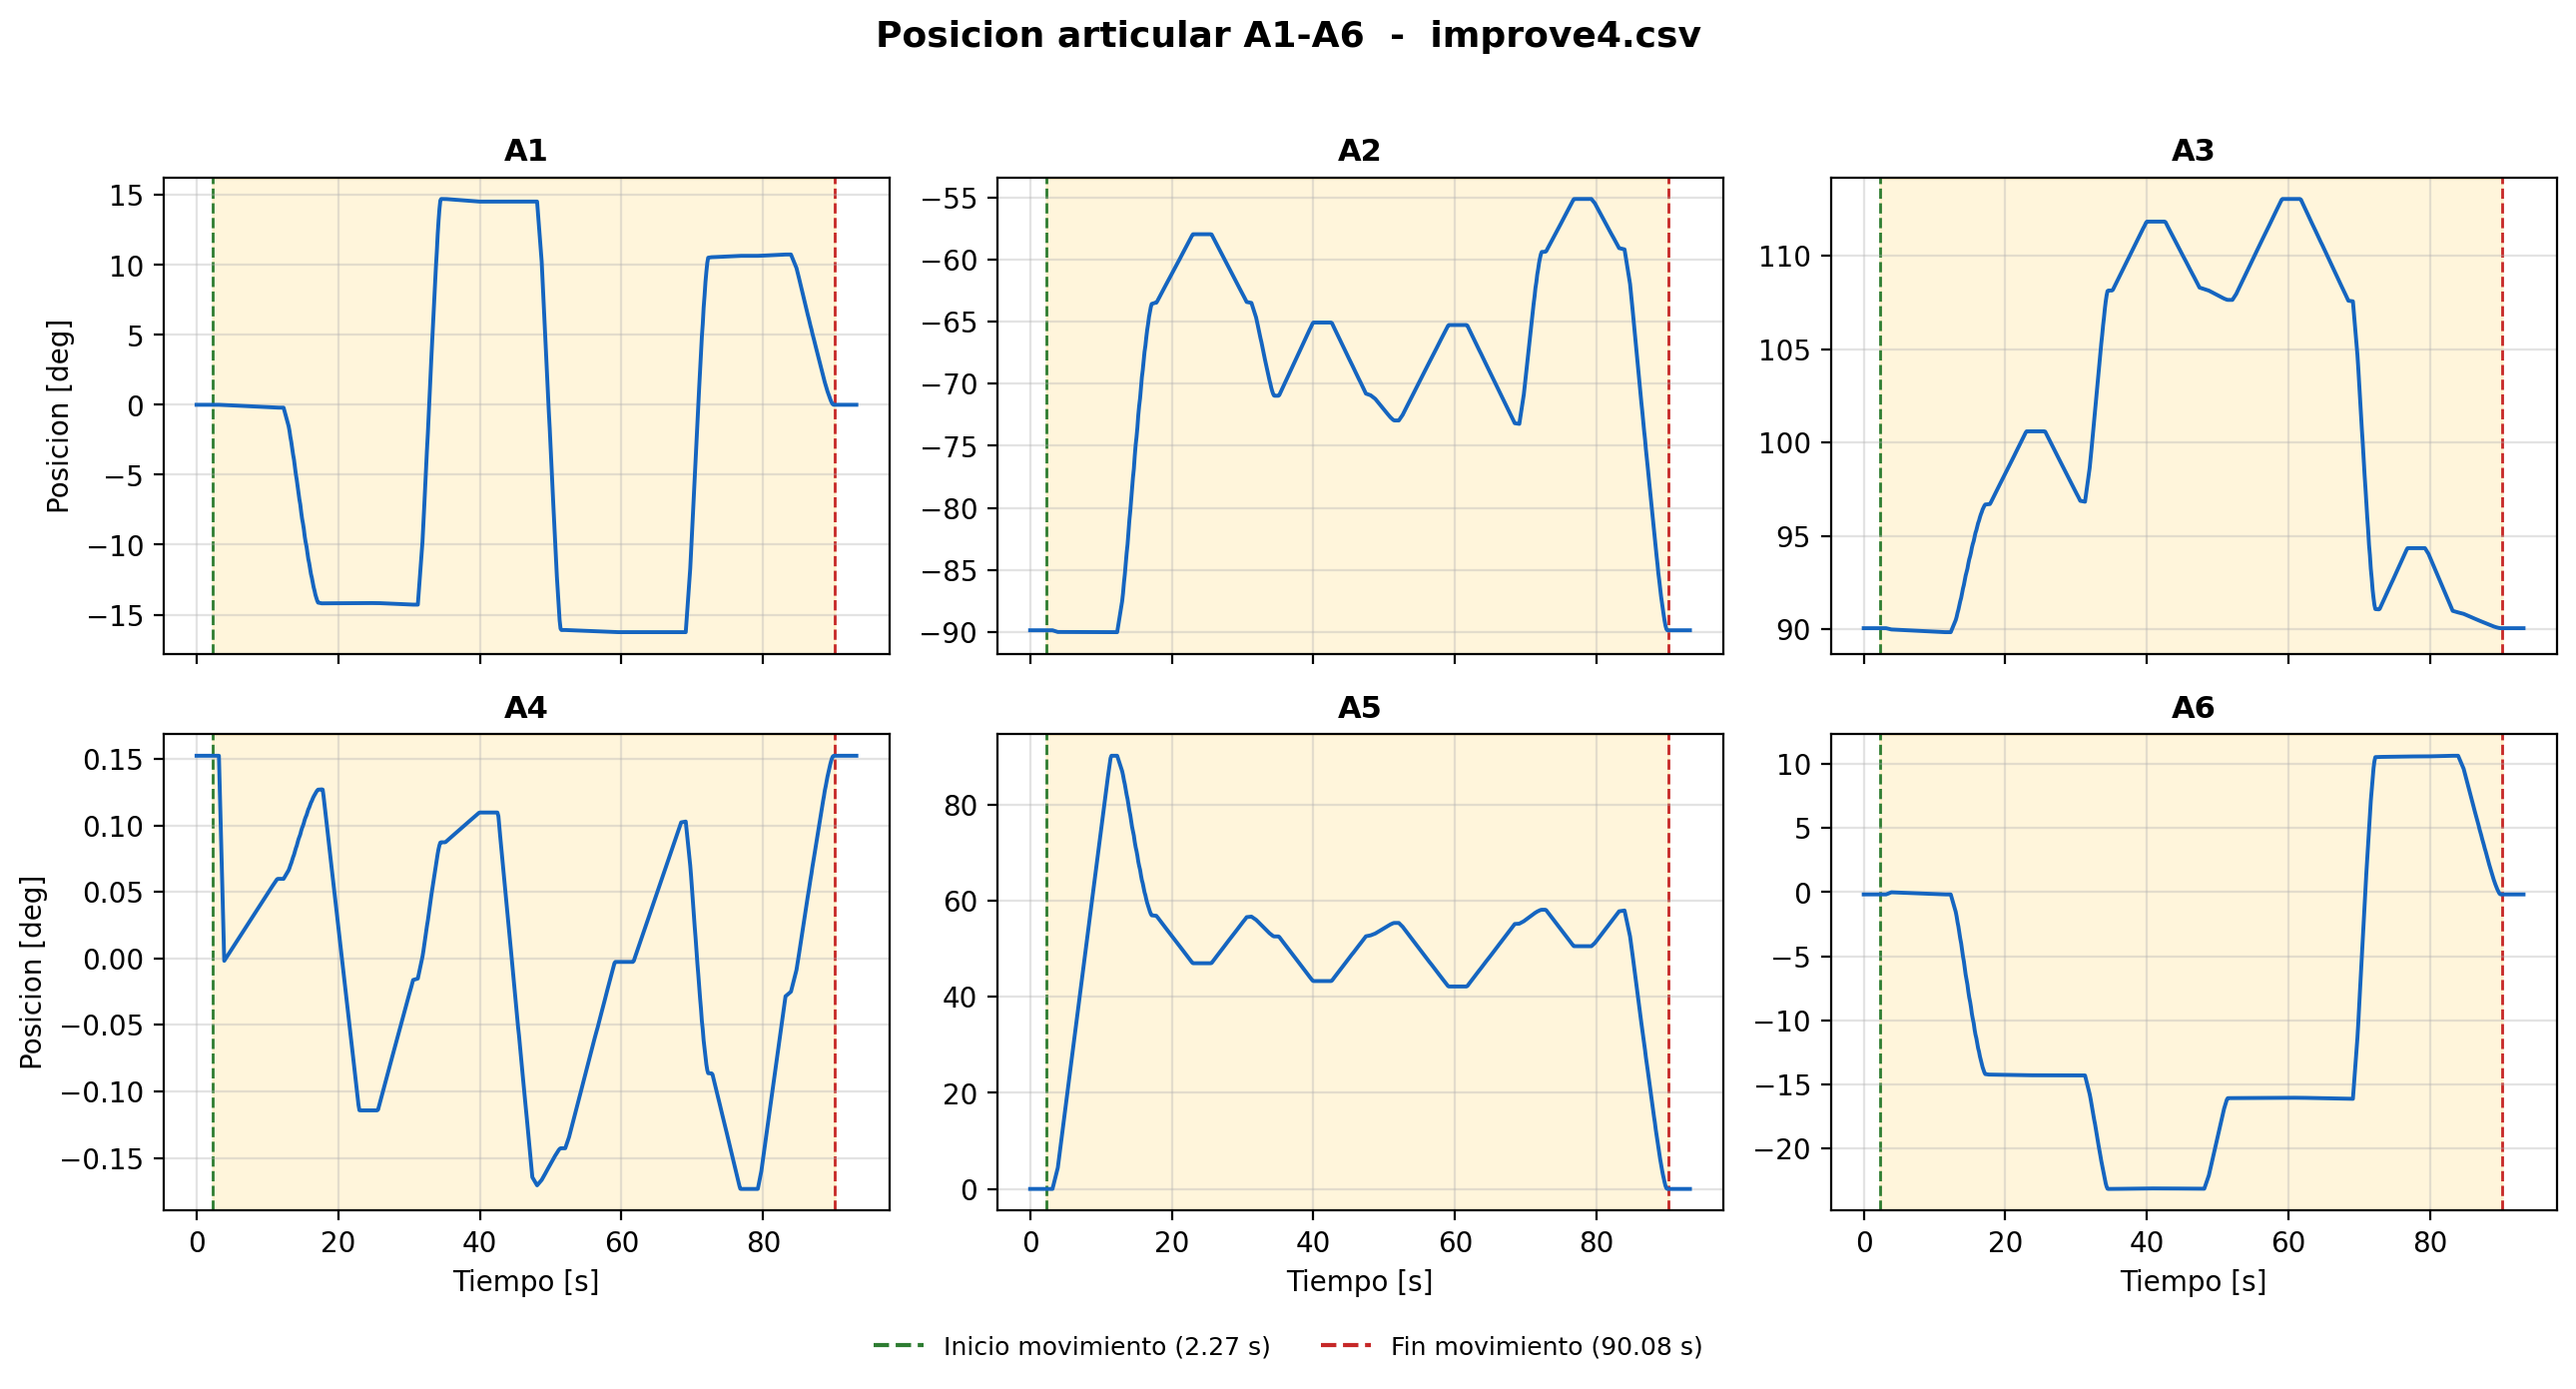 Posicion articular A1-A6  -  improve4.csv
A1
A2
A3
Posicion [deg]
15
10
5
0
−5
−10
−15
−55
−60
−65
−70
−75
−80
−85
−90
110
105
100
95
90
A4
A5
A6
Posicion [deg]
0.15
0.10
0.05
0.00
−0.05
−0.10
−0.15
80
60
40
20
0
10
5
0
−5
−10
−15
−20
0 20 40 60 80
0 20 40 60 80
0 20 40 60 80
Tiempo [s]
Tiempo [s]
Tiempo [s]
Inicio movimiento (2.27 s)
Fin movimiento (90.08 s)